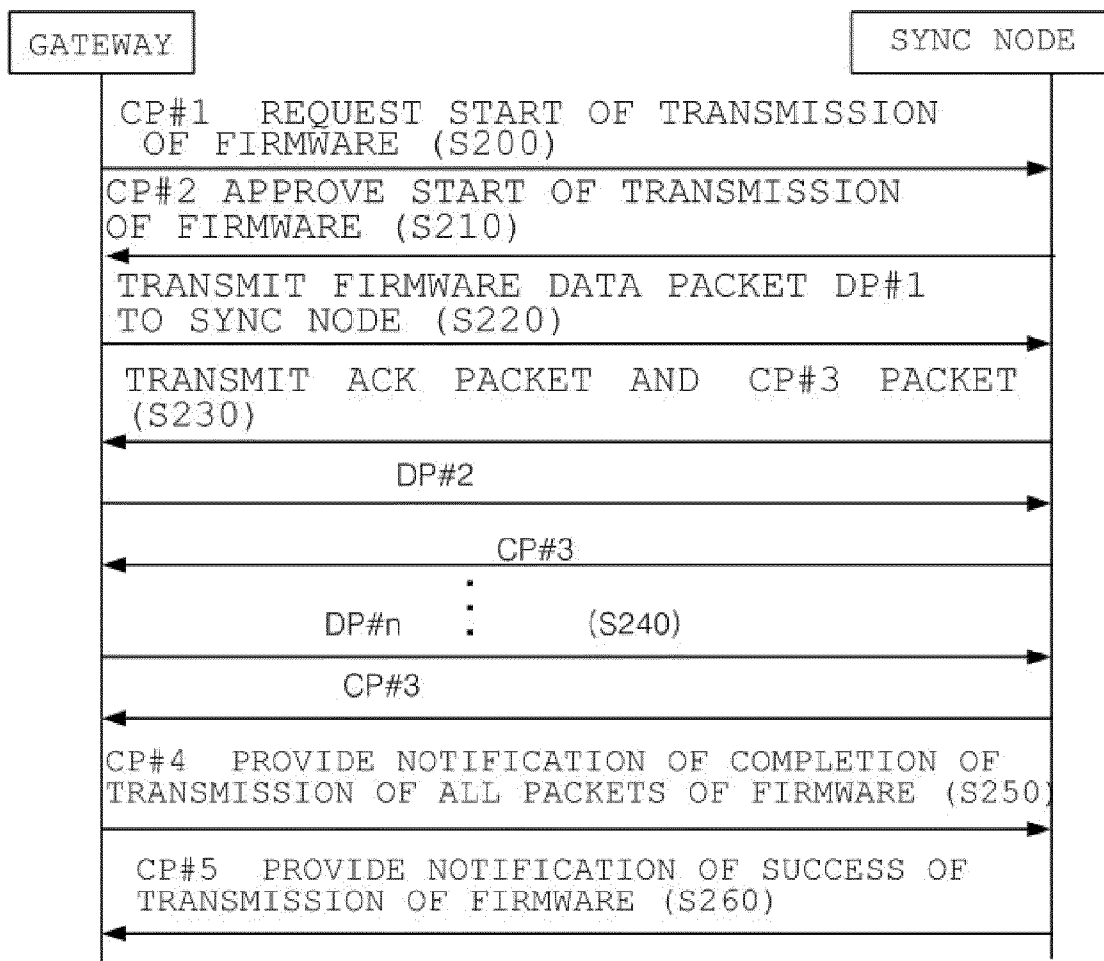 GATEWAY
SYNC NODE
CP#1 REQUEST START OF TRANSMISSION
OF FIRMWARE (S200)
CP#2 APPROVE START OF TRANSMISSION
OF FIRMWARE (S210)
TRANSMIT FIRMWARE DATA PACKET DP#1
TO SYNC NODE (S220)
TRANSMIT ACK PACKET AND CP#3 PACKET
(S230)
DP#2
CP#3
DP#n (S240)
CP#3
CP#4 PROVIDE NOTIFICATION OF COMPLETION OF
TRANSMISSION OF ALL PACKETS OF FIRMWARE (S250)
CP#5 PROVIDE NOTIFICATION OF SUCCESS OF
TRANSMISSION OF FIRMWARE (S260)